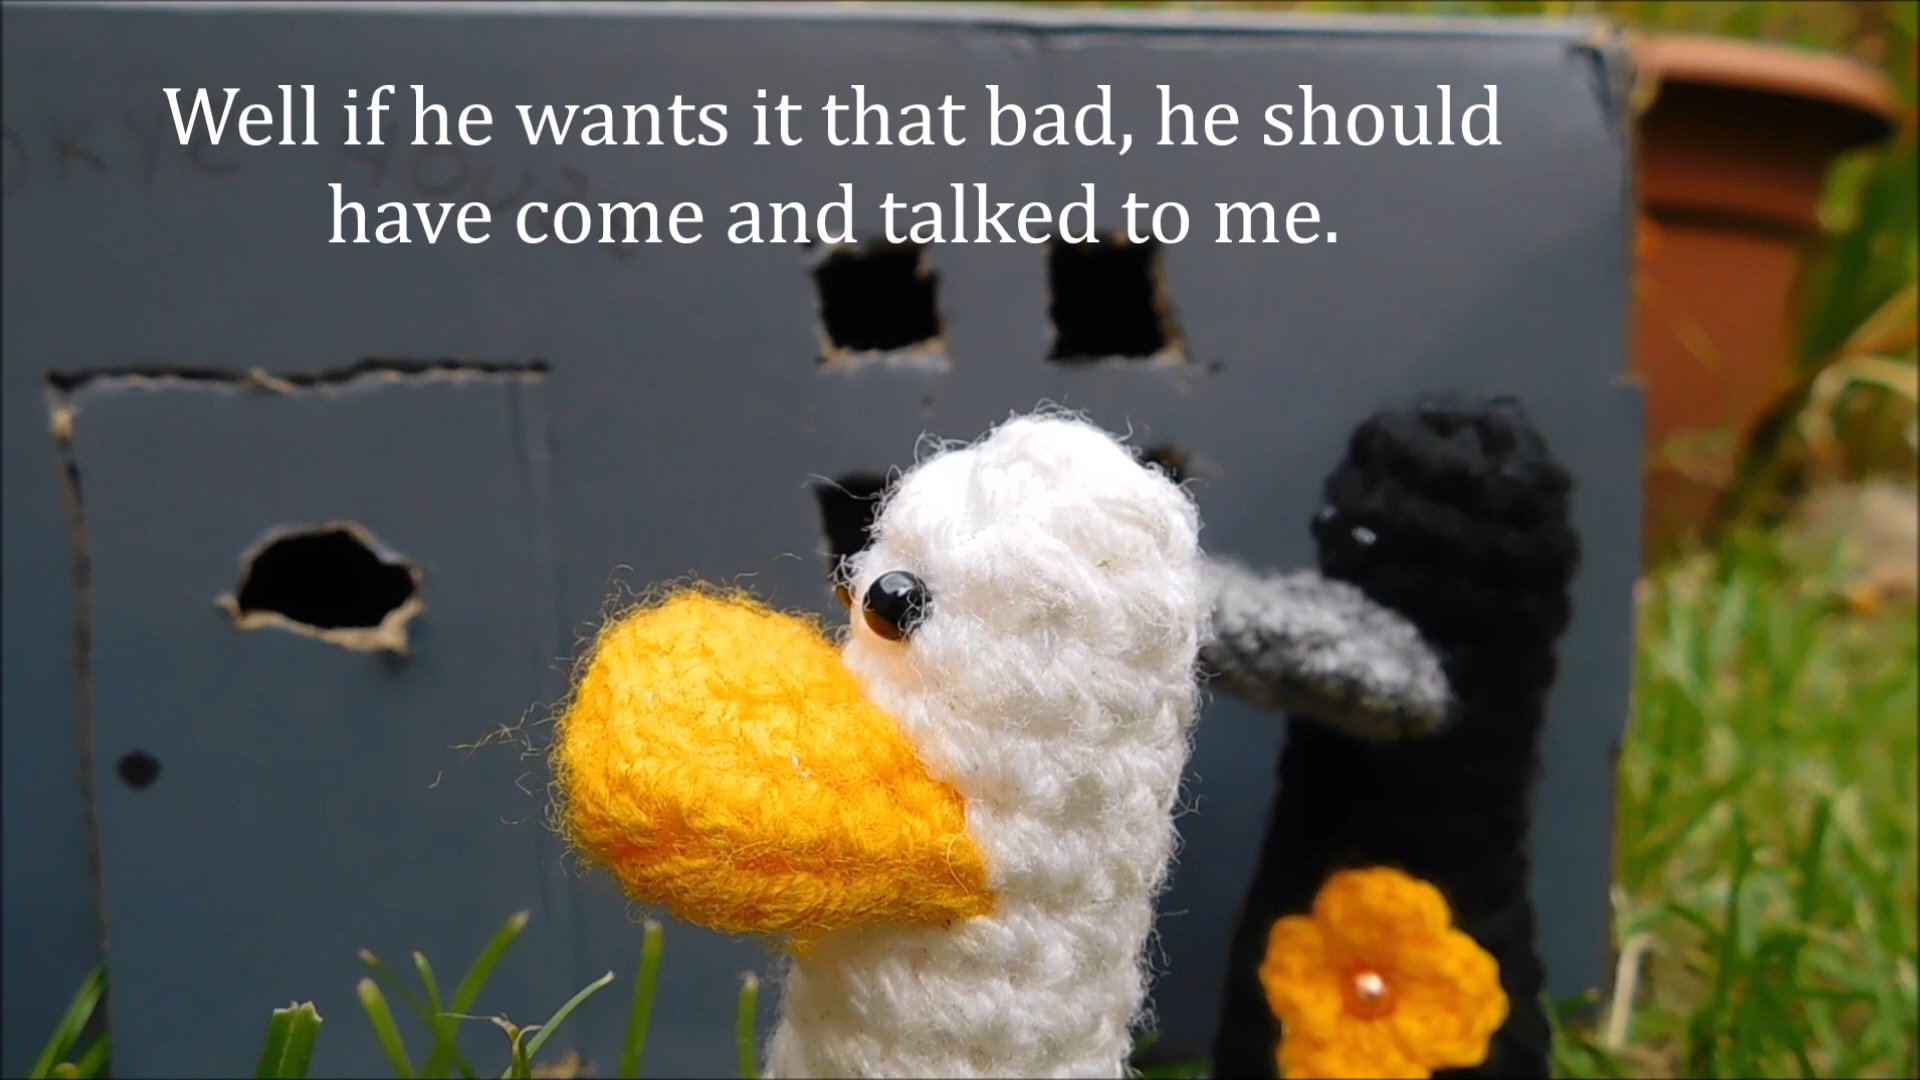 Well if he wants it that bad, he should
have come and talked to me.